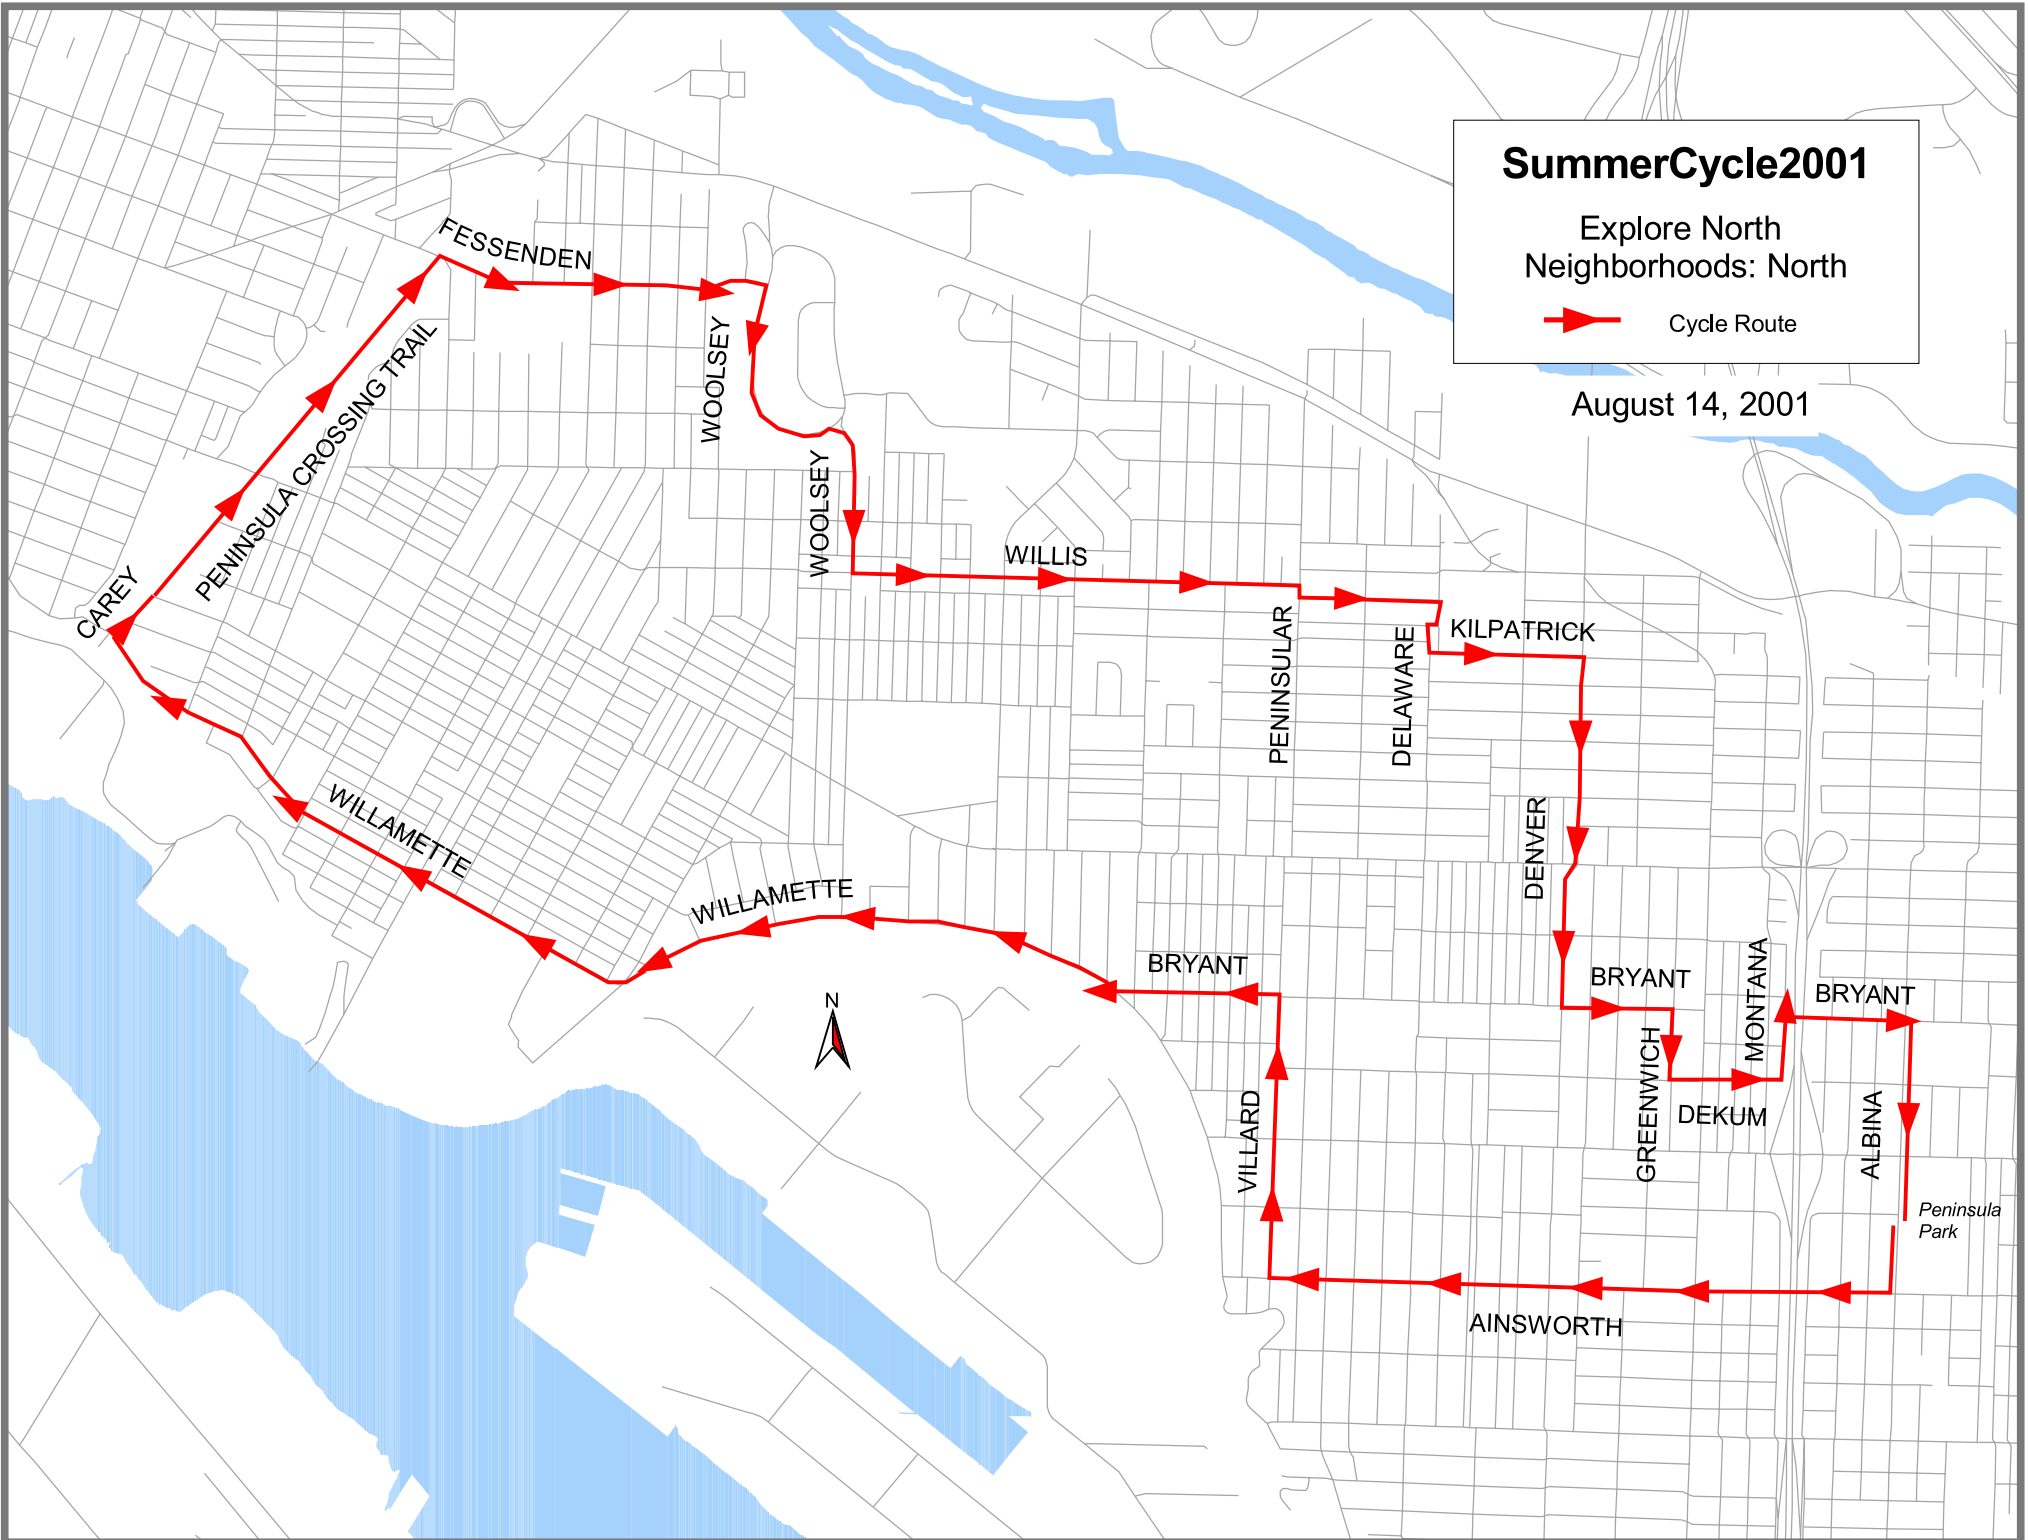 SummerCycle2001
Explore North
Neighborhoods: North
Cycle Route
August 14, 2001
FESSENDEN
WOOLSEY
PENINSULA CROSSING TRAIL
WOOLSEY
CAREY
WILLIS
PENINSULAR
DELAWARE
KILPATRICK
WILLAMETTE
DENVER
WILLAMETTE
BRYANT
BRYANT
MONTANA
BRYANT
N
GREENWICH
DEKUM
VILLARD
ALBINA
Peninsula
Park
AINSWORTH